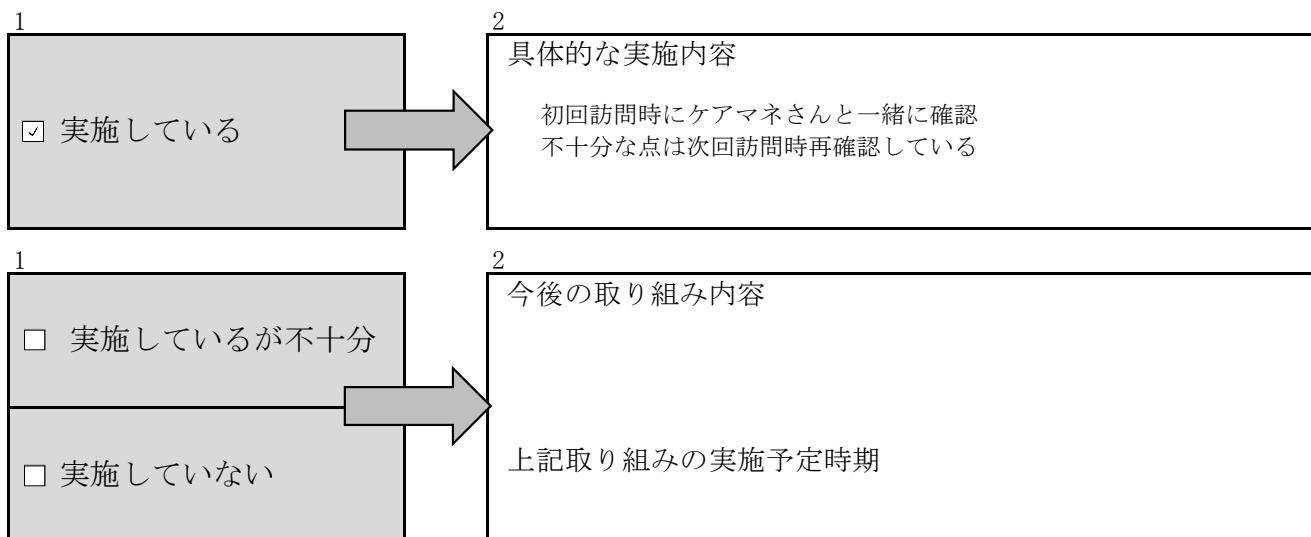 1
2
☑ 実施している
具体的な実施内容
初回訪問時にケアマネさんと一緒に確認
不十分な点は次回訪問時再確認している
1
2
☐ 実施しているが不十分
☐ 実施していない
今後の取り組み内容
上記取り組みの実施予定時期